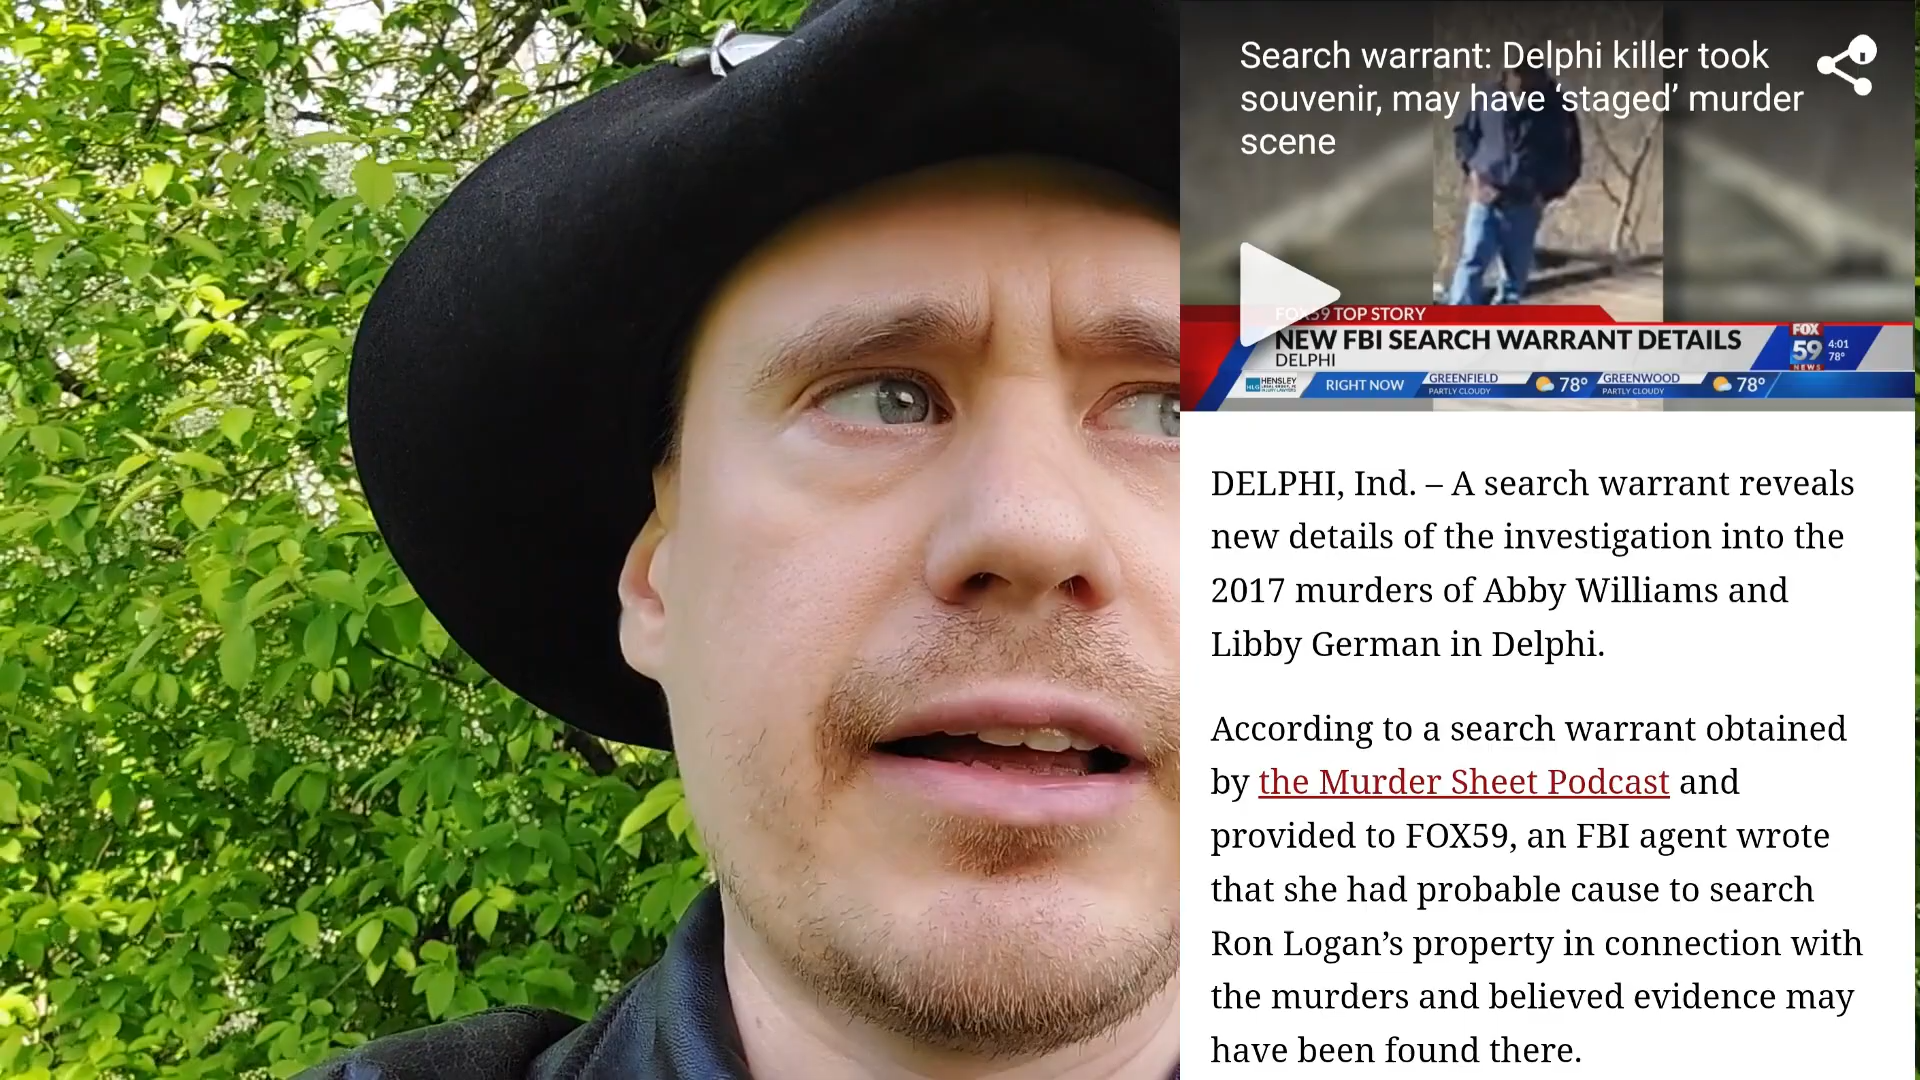 Search warrant: Delphi killer took
souvenir, may have ‘staged’ murder
scene
FOX59 TOP STORY
NEW FBI SEARCH WARRANT DETAILS
DELPHI
FOX
59
NEWS
4:01
78°
HENSLEY
RIGHT NOW
GREENFIELD
PARTLY CLOUDY
78°
GREENWOOD
PARTLY CLOUDY
78°
DELPHI, Ind. – A search warrant reveals
new details of the investigation into the
2017 murders of Abby Williams and
Libby German in Delphi.
According to a search warrant obtained
by the Murder Sheet Podcast and
provided to FOX59, an FBI agent wrote
that she had probable cause to search
Ron Logan’s property in connection with
the murders and believed evidence may
have been found there.